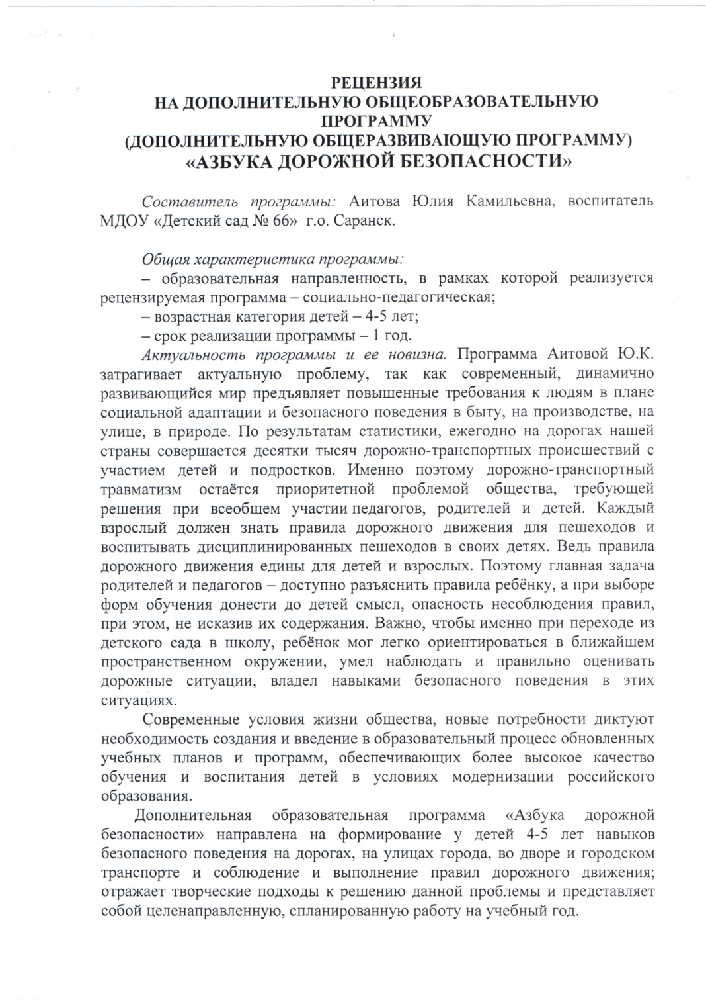 РЕЦЕНЗИЯ
НА ДОПОЛНИТЕЛЬНУЮ ОБЩЕОБРАЗОВАТЕЛЬНУЮ
ПРОГРАММУ
(ДОПОЛНИТЕЛЬНУЮ ОБЩЕРАЗВИВАЮЩУЮ ПРОГРАММУ)
«АЗБУКА ДОРОЖНОЙ БЕЗОПАСНОСТИ»
Составитель программы: Аитова Юлия Камильевна, воспитатель
МДОУ «Детский сад № 66» г.о. Саранск.
Общая характеристика программы:
– образовательная направленность, в рамках которой реализуется
рецензируемая программа – социально-педагогическая;
– возрастная категория детей – 4-5 лет;
– срок реализации программы – 1 год.
Актуальность программы и ее новизна. Программа Аитовой Ю.К.
затрагивает актуальную проблему, так как современный, динамично
развивающийся мир предъявляет повышенные требования к людям в плане
социальной адаптации и безопасного поведения в быту, на производстве, на
улице, в природе. По результатам статистики, ежегодно на дорогах нашей
страны совершается десятки тысяч дорожно-транспортных происшествий с
участием детей и подростков. Именно поэтому дорожно-транспортный
травматизм остаётся приоритетной проблемой общества, требующей
решения при всеобщем участии педагогов, родителей и детей. Каждый
взрослый должен знать правила дорожного движения для пешеходов и
воспитывать дисциплинированных пешеходов в своих детях. Ведь правила
дорожного движения едины для детей и взрослых. Поэтому главная задача
родителей и педагогов – доступно разъяснить правила ребёнку, а при выборе
форм обучения донести до детей смысл, опасность несоблюдения правил,
при этом, не исказив их содержания. Важно, чтобы именно при переходе из
детского сада в школу, ребёнок мог легко ориентироваться в ближайшем
пространственном окружении, умел наблюдать и правильно оценивать
дорожные ситуации, владел навыками безопасного поведения в этих
ситуациях.
Современные условия жизни общества, новые потребности диктуют
необходимость создания и введение в образовательный процесс обновленных
учебных планов и программ, обеспечивающих более высокое качество
обучения и воспитания детей в условиях модернизации российского
образования.
Дополнительная образовательная программа «Азбука дорожной
безопасности» направлена на формирование у детей 4-5 лет навыков
безопасного поведения на дорогах, на улицах города, во дворе и городском
транспорте и соблюдение и выполнение правил дорожного движения;
отражает творческие подходы к решению данной проблемы и представляет
собой целенаправленную, спланированную работу на учебный год.